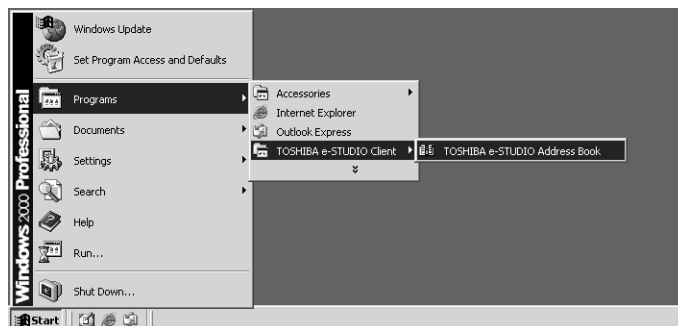 Windows 2000 Professional
Windows Update
Set Program Access and Defaults
Programs
Documents
Settings
Search
Help
Run...
Shut Down...
Accessories
Internet Explorer
Outlook Express
TOSHIBA e-STUDIO Client
TOSHIBA e-STUDIO Address Book
Start